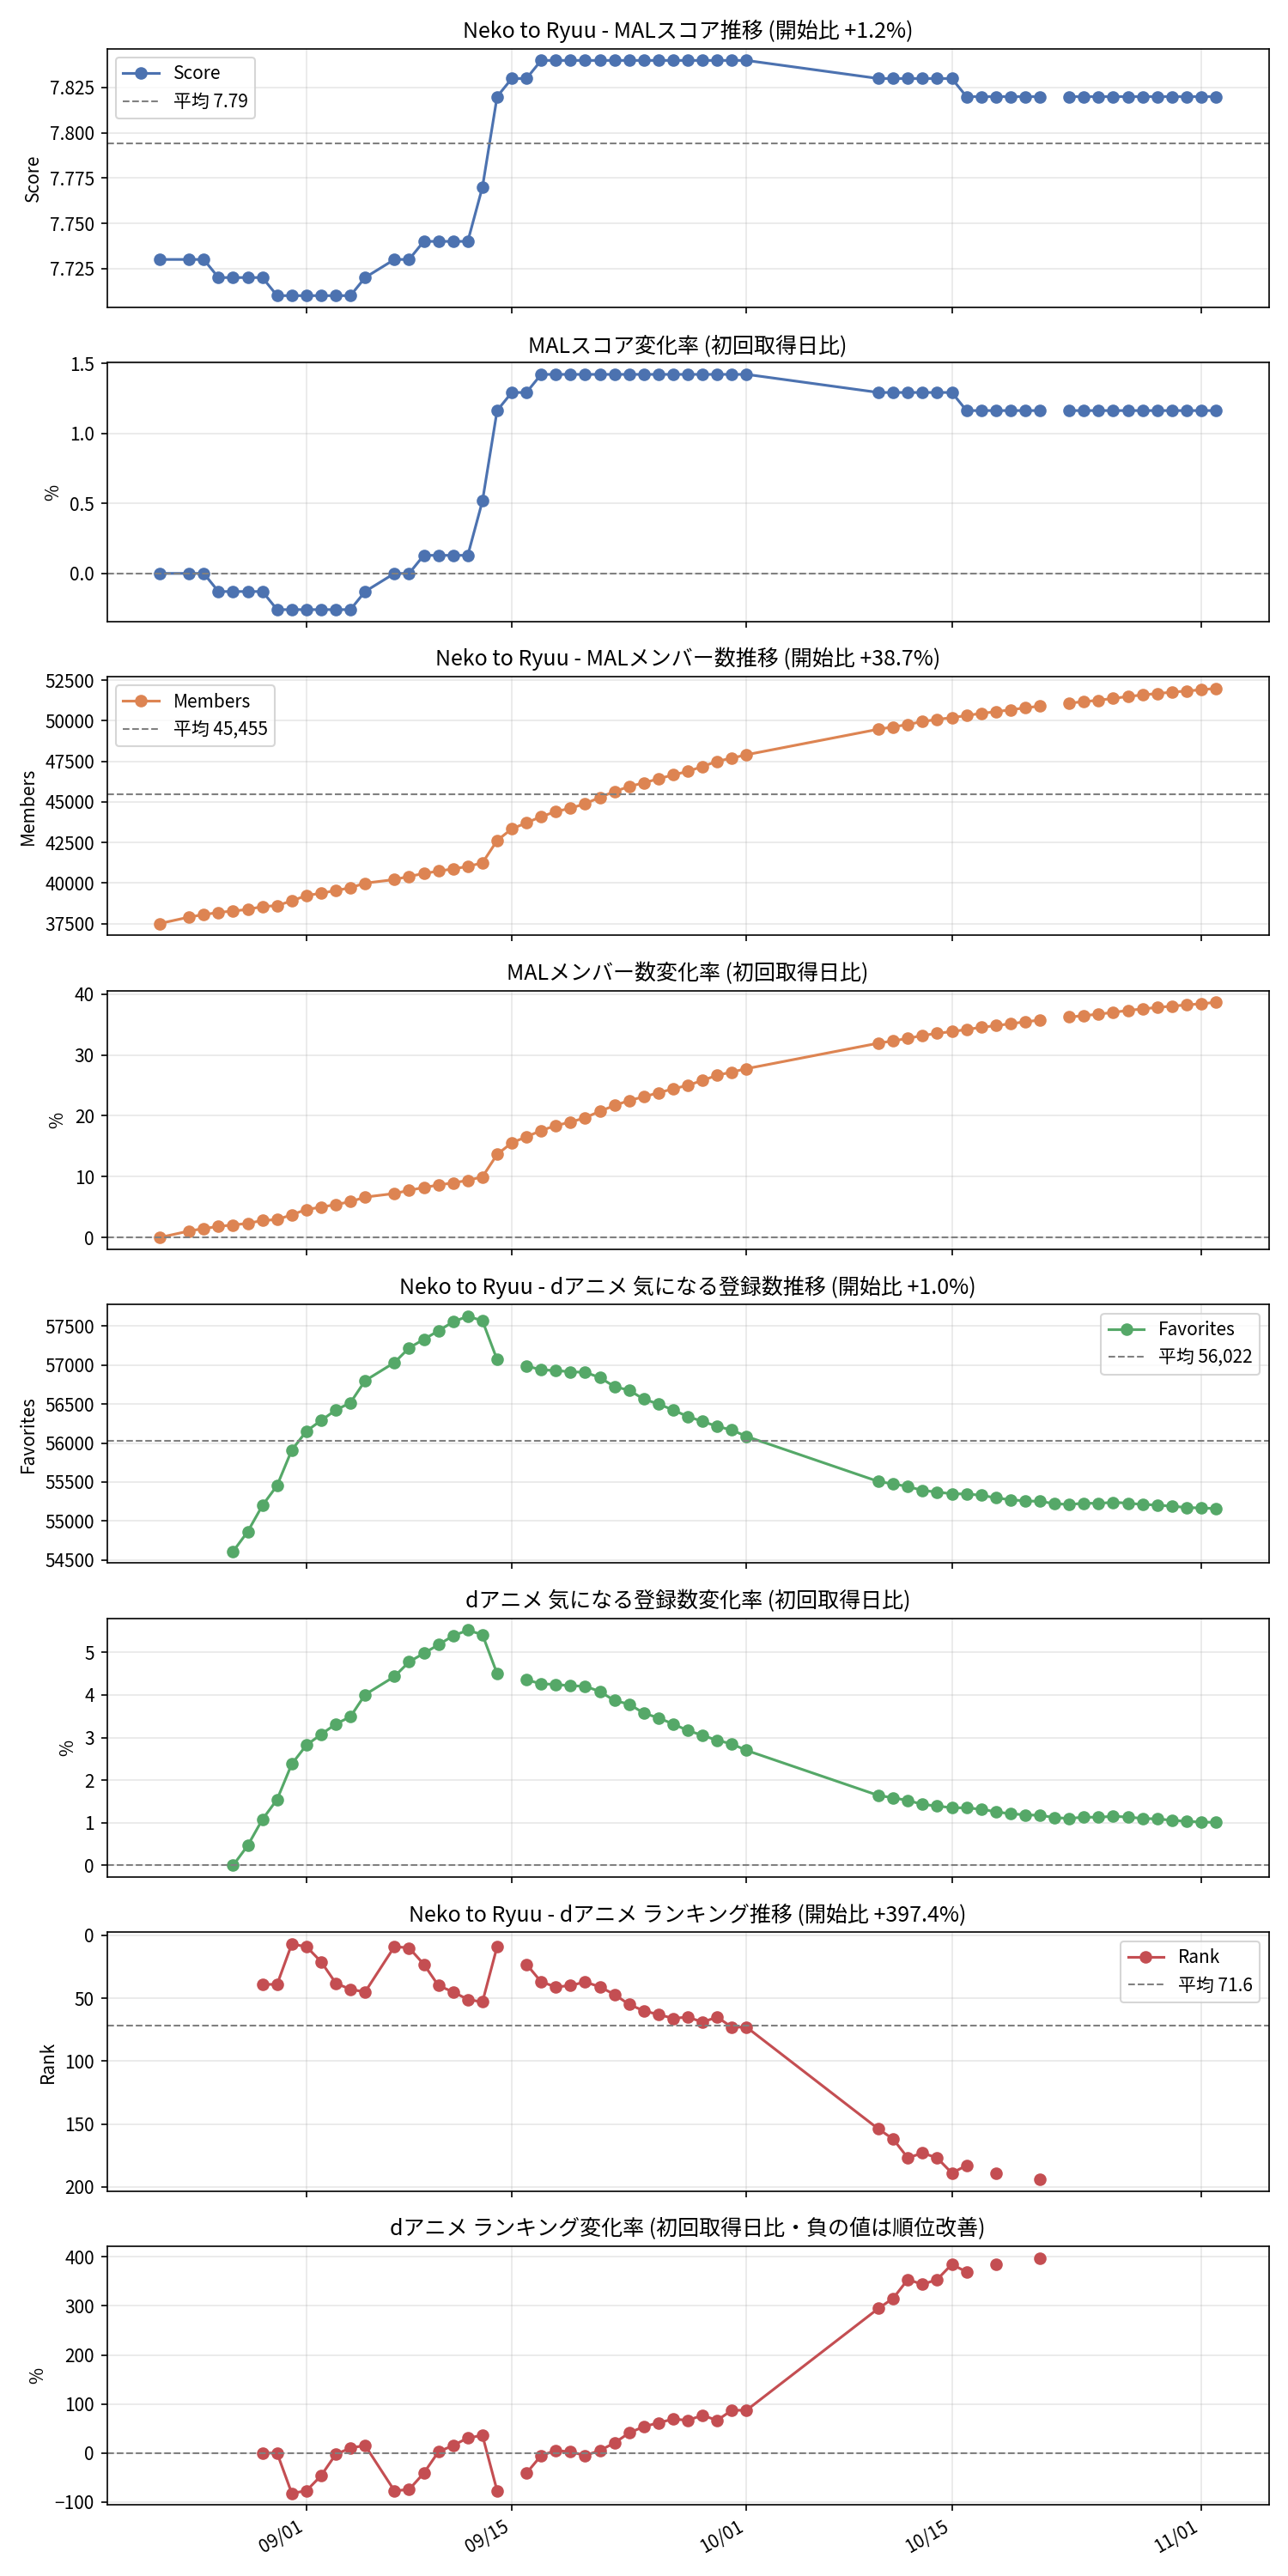 Neko to Ryuu - MALスコア推移 (開始比 +1.2%)
Score
平均 7.79
7.825
7.800
7.775
7.750
7.725
Score
MALスコア変化率 (初回取得日比)
1.5
1.0
0.5
0.0
%
Neko to Ryuu - MALメンバー数推移 (開始比 +38.7%)
Members
平均 45,455
52500
50000
47500
45000
42500
40000
37500
Members
MALメンバー数変化率 (初回取得日比)
40
30
20
10
0
%
Neko to Ryuu - dアニメ 気になる登録数推移 (開始比 +1.0%)
Favorites
平均 56,022
57500
57000
56500
56000
55500
55000
54500
Favorites
dアニメ 気になる登録数変化率 (初回取得日比)
5
4
3
2
1
0
%
Neko to Ryuu - dアニメ ランキング推移 (開始比 +397.4%)
Rank
平均 71.6
0
50
100
150
200
Rank
dアニメ ランキング変化率 (初回取得日比・負の値は順位改善)
400
300
200
100
0
−100
%
09/01
09/15
10/01
10/15
11/01